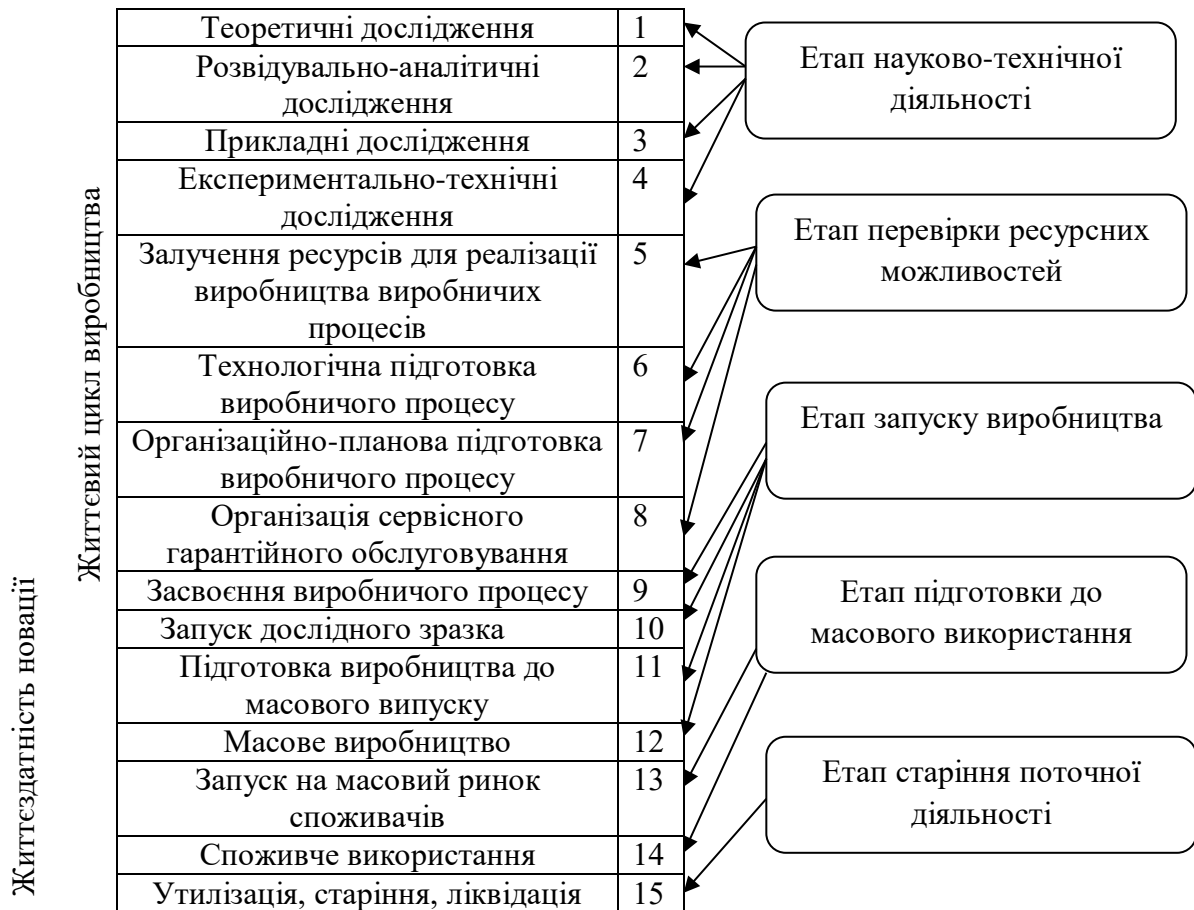 Теоретичні дослідження 1
Розвідувально-аналітичні 2
дослідження
Прикладні дослідження 3
Експериментально-технічні 4
дослідження
Залучення ресурсів для реалізації 5
виробництва виробничих
процесів
Технологічна підготовка 6
виробничого процесу
Організаційно-планова підготовка 7
виробничого процесу
Організація сервісного 8
гарантійного обслуговування
Засвоєння виробничого процесу 9
Запуск дослідного зразка 10
Підготовка виробництва до 11
масового випуску
Масове виробництво 12
Запуск на масовий ринок 13
споживачів
Споживче використання 14
Утилізація, старіння, ліквідація 15
Етап науково-технічної
діяльності
Етап перевірки ресурсних
можливостей
Етап запуску виробництва
Етап підготовки до
масового використання
Етап старіння поточної
діяльності
Життєвий цикл виробництва
Життєздатність новації